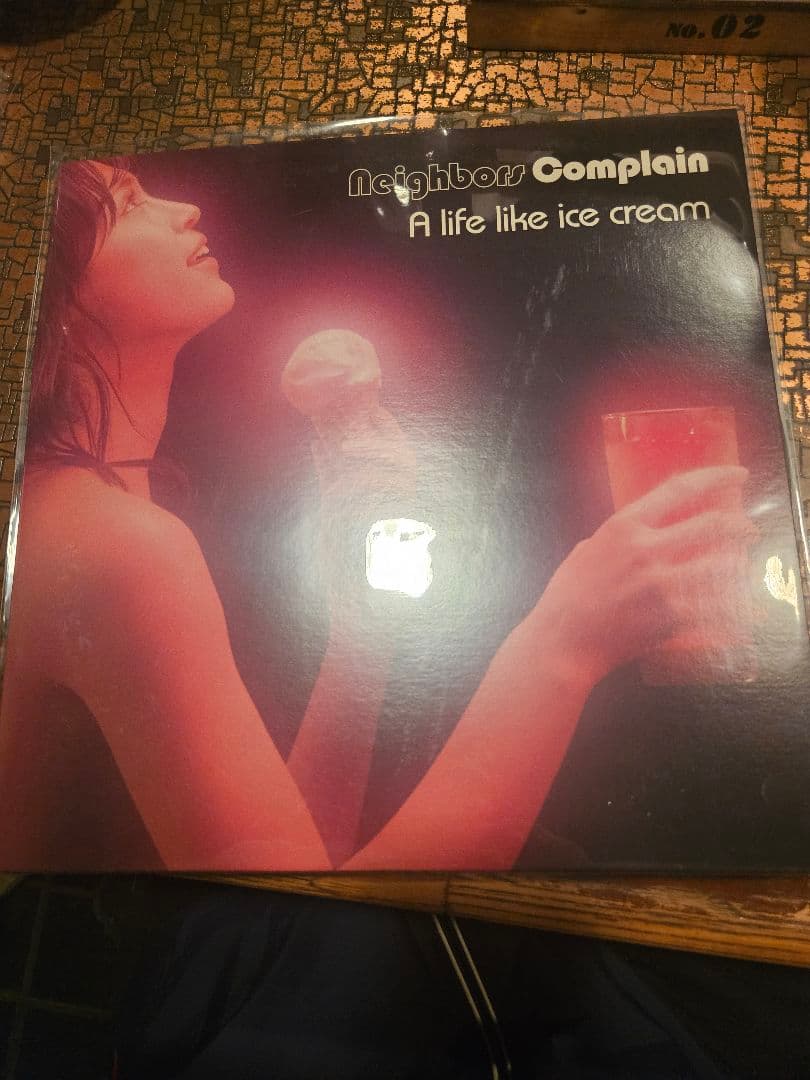 No. 02
Neighbors Complain
A life like ice cream